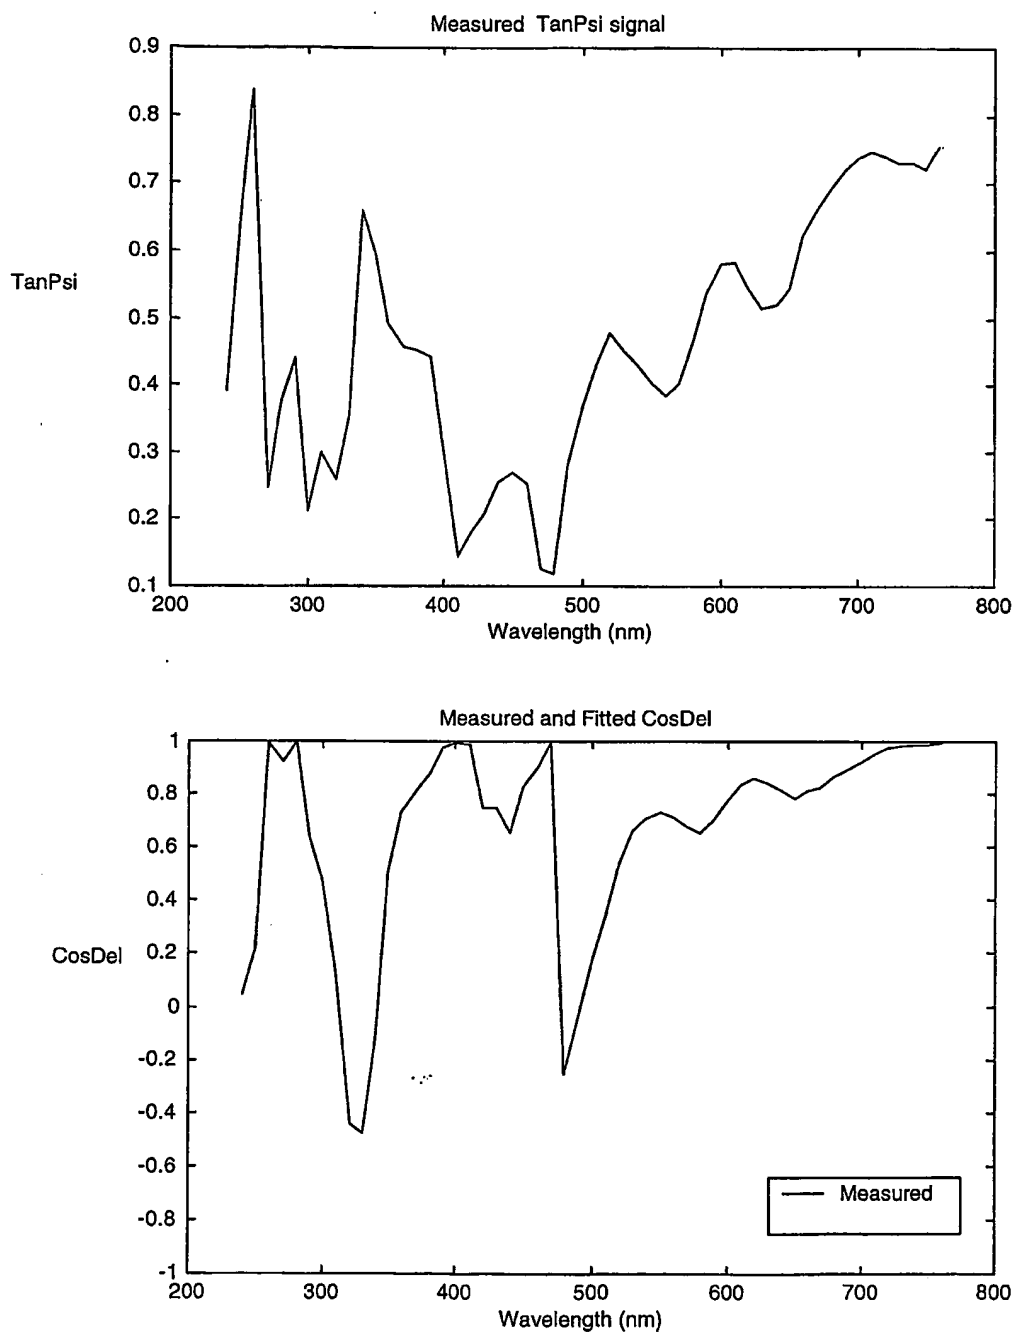 Measured TanPsi signal
0.9
0.8
0.7
0.6
TanPsi
0.5
0.4
0.3
0.2
0.1
200 300 400 500 600 700 800
Wavelength (nm)
Measured and Fitted CosDel
1
0.8
0.6
0.4
CosDel 0.2
0
-0.2
-0.4
-0.6
Measured
-0.8
-1
200 300 400 500 600 700 800
Wavelength (nm)